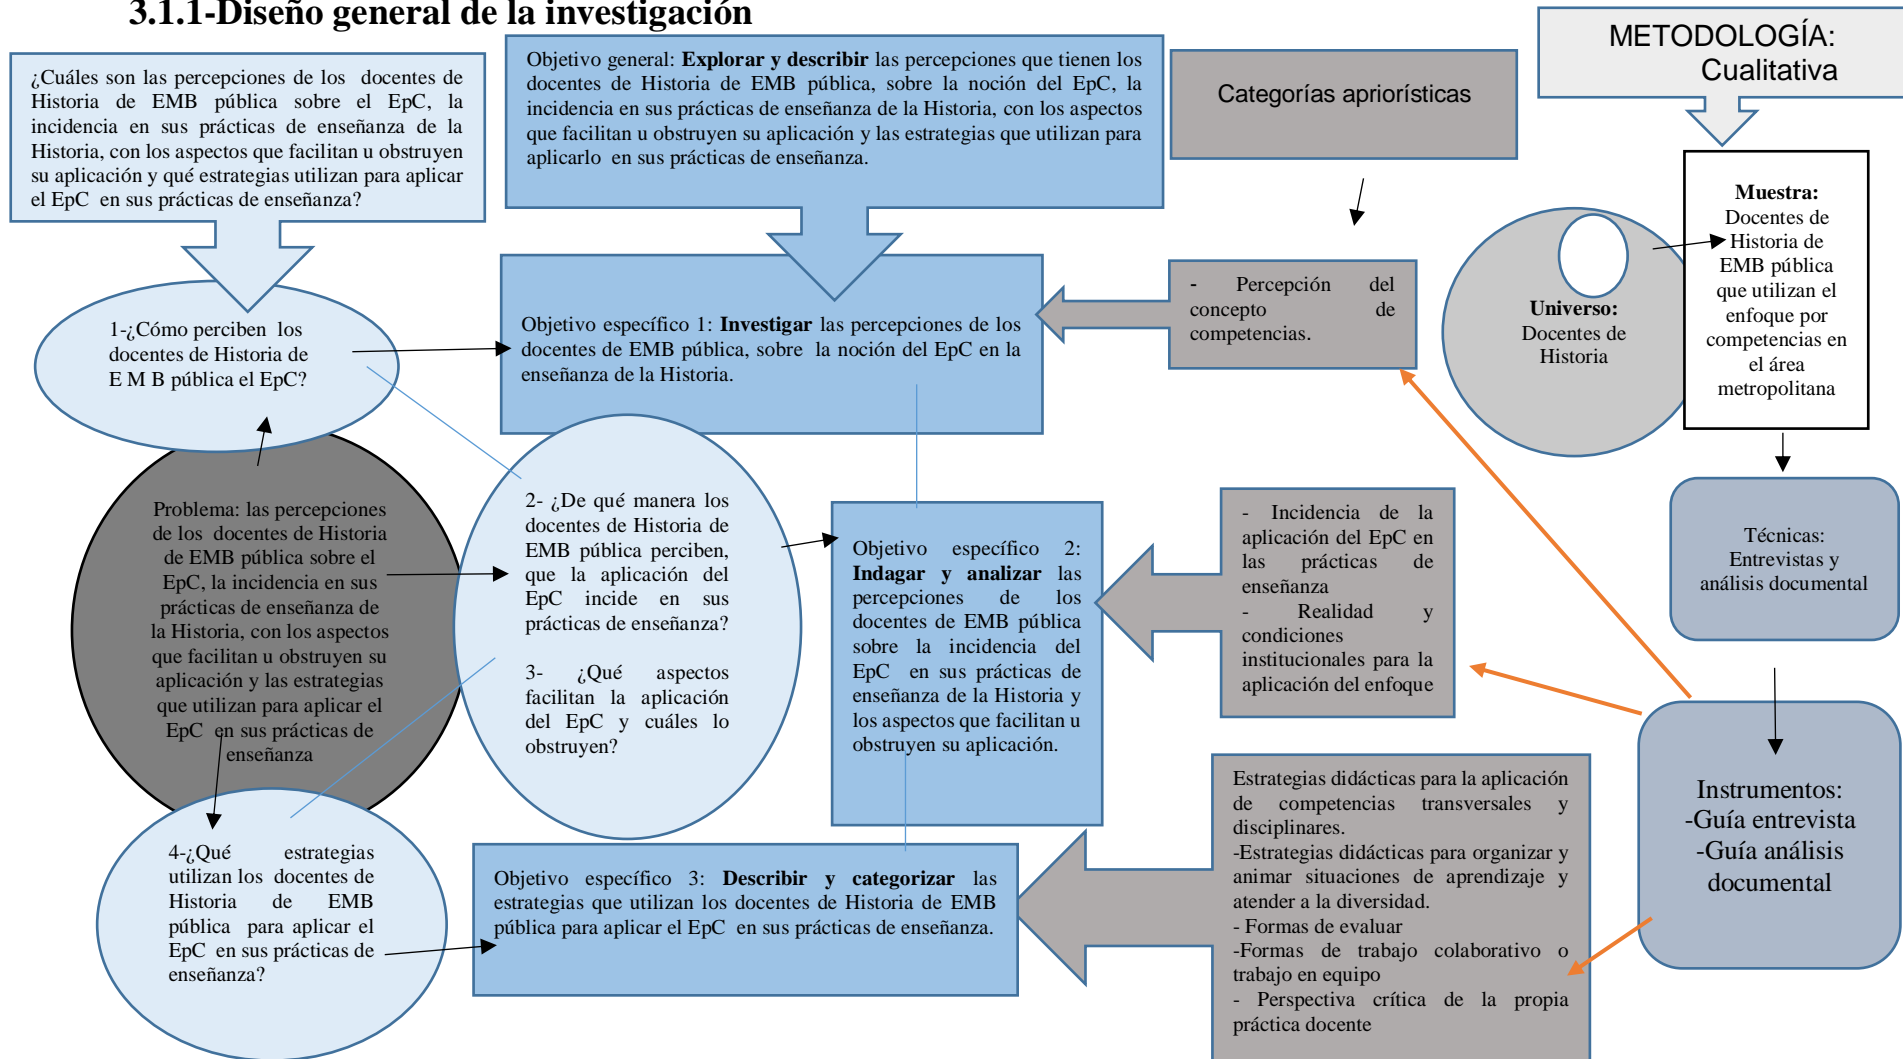 3.1.1-Diseño general de la investigación
¿Cuáles son las percepciones de los docentes de
Historia de EMB pública sobre el EpC, la
incidencia en sus prácticas de enseñanza de la
Historia, con los aspectos que facilitan u obstruyen
su aplicación y qué estrategias utilizan para aplicar
el EpC en sus prácticas de enseñanza?
Objetivo general: Explorar y describir las percepciones que tienen los
docentes de Historia de EMB pública, sobre la noción del EpC, la
incidencia en sus prácticas de enseñanza de la Historia, con los aspectos
que facilitan u obstruyen su aplicación y las estrategias que utilizan para
aplicarlo en sus prácticas de enseñanza.
Categorías apriorísticas
METODOLOGÍA:
Cualitativa
1-¿Cómo perciben los
docentes de Historia de
E M B pública el EpC?
Objetivo específico 1: Investigar las percepciones de los
docentes de EMB pública, sobre la noción del EpC en la
enseñanza de la Historia.
- Percepción del
concepto de
competencias.
Universo:
Docentes de
Historia
Muestra:
Docentes de
Historia de
EMB pública
que utilizan el
enfoque por
competencias en
el área
metropolitana
Problema: las percepciones
de los docentes de Historia
de EMB pública sobre el
EpC, la incidencia en sus
prácticas de enseñanza de
la Historia, con los aspectos
que facilitan u obstruyen su
aplicación y las estrategias
que utilizan para aplicar el
EpC en sus prácticas de
enseñanza
2- ¿De qué manera los
docentes de Historia de
EMB pública perciben,
que la aplicación del
EpC incide en sus
prácticas de enseñanza?
3- ¿Qué aspectos
facilitan la aplicación
del EpC y cuáles lo
obstruyen?
Objetivo específico 2:
Indagar y analizar las
percepciones de los
docentes de EMB pública
sobre la incidencia del
EpC en sus prácticas de
enseñanza de la Historia y
los aspectos que facilitan u
obstruyen su aplicación.
- Incidencia de la
aplicación del EpC en
las prácticas de
enseñanza
- Realidad y
condiciones
institucionales para la
aplicación del enfoque
Técnicas:
Entrevistas y
análisis documental
4-¿Qué estrategias
utilizan los docentes de
Historia de EMB
pública para aplicar el
EpC en sus prácticas de
enseñanza?
Objetivo específico 3: Describir y categorizar las
estrategias que utilizan los docentes de Historia de EMB
pública para aplicar el EpC en sus prácticas de enseñanza.
Estrategias didácticas para la aplicación
de competencias transversales y
disciplinares.
-Estrategias didácticas para organizar y
animar situaciones de aprendizaje y
atender a la diversidad.
- Formas de evaluar
-Formas de trabajo colaborativo o
trabajo en equipo
- Perspectiva crítica de la propia
práctica docente
Instrumentos:
-Guía entrevista
-Guía análisis
documental